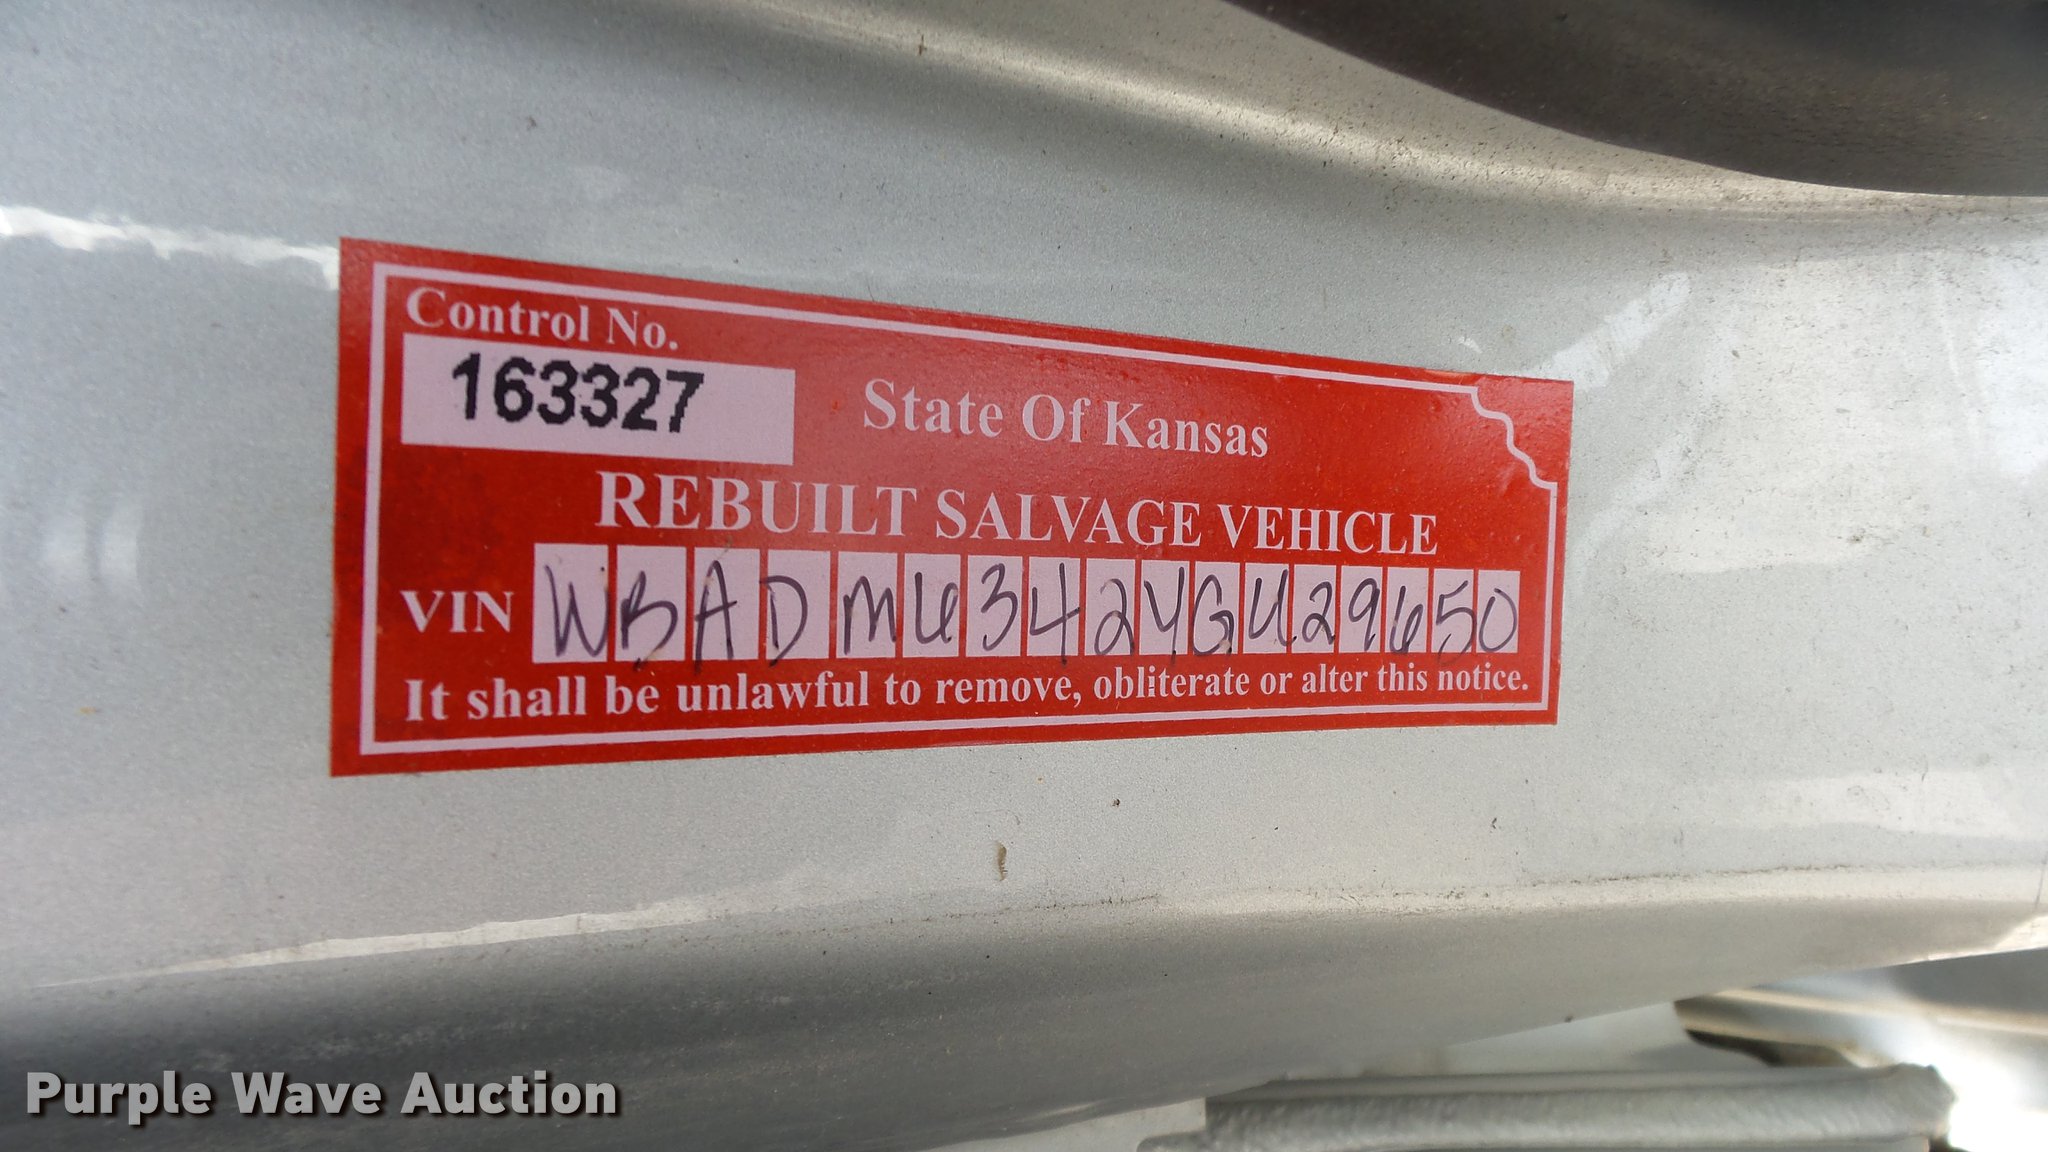 Control No.
163327
State Of Kansas
REBUILT SALVAGE VEHICLE
VIN WBADM6342YGU29650
It shall be unlawful to remove, obliterate or alter this notice.
Purple Wave Auction